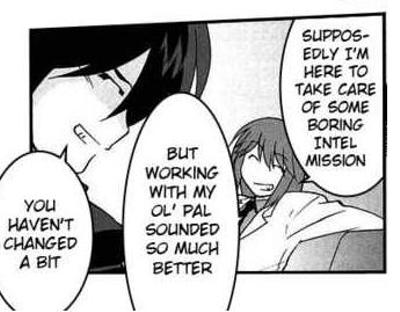 SUPPOS-
EDLY I'M
HERE TO
TAKE CARE
OF SOME
BORING
INTEL
MISSION
BUT
WORKING
WITH MY
OL' PAL
SOUNDED
SO MUCH
BETTER
YOU
HAVEN'T
CHANGED
A BIT